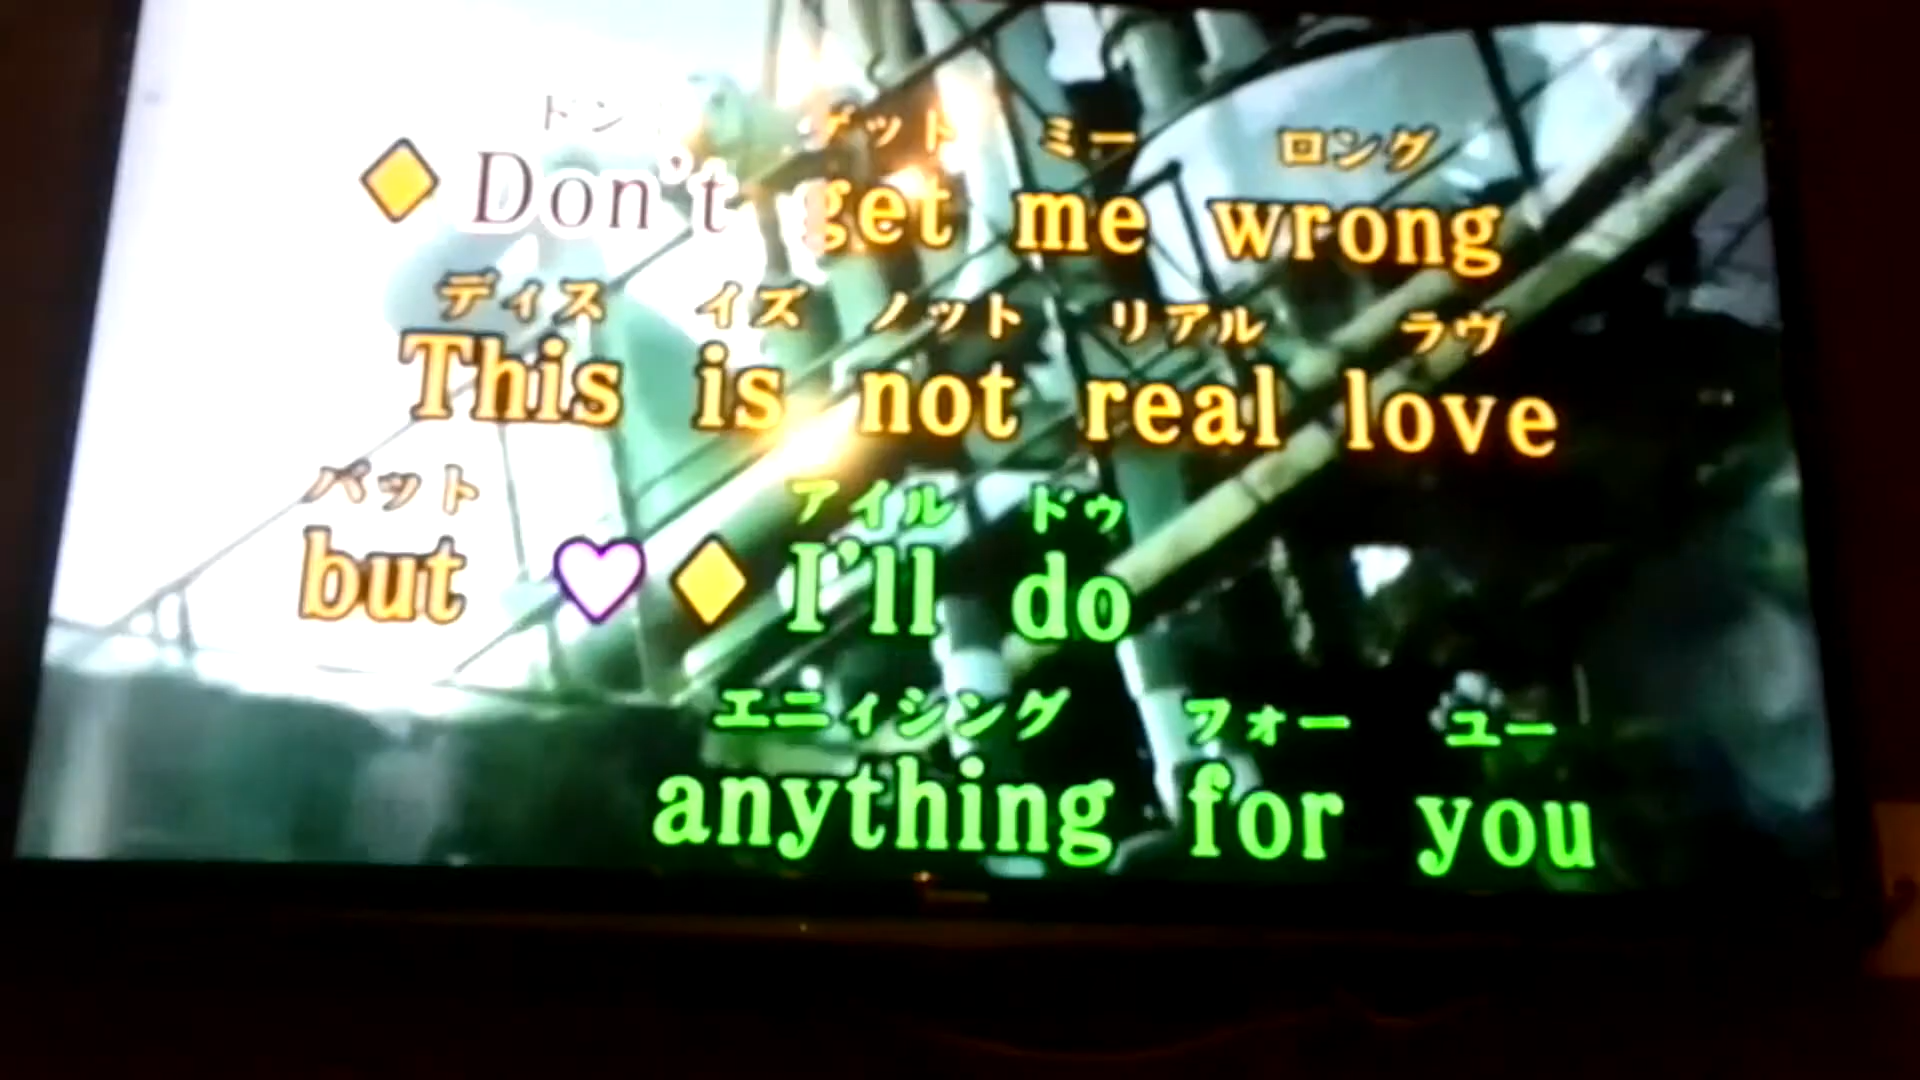 ドン ゲット ミー ロング
Don't get me wrong
ディス イズ ノット リアル ラヴ
This is not real love
バット アイル ドゥ
but ♡ I'll do
エニィシング フォー ユー
anything for you